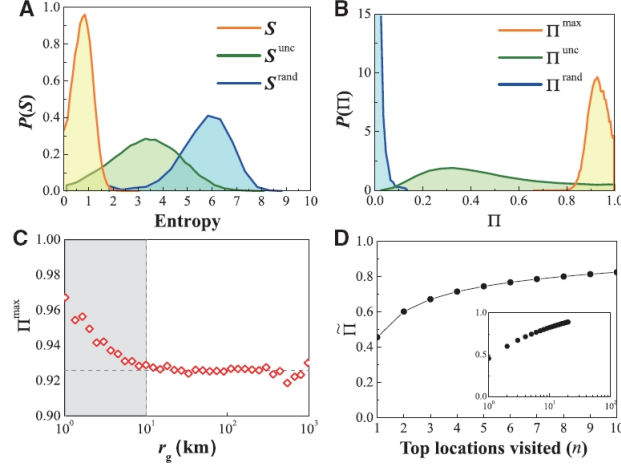 A
P(S)
1.0
0.8
0.6
0.4
0.2
0.0
S
S^unc
S^rand
0 1 2 3 4 5 6 7 8 9 10
Entropy
B
P(Π)
15
10
5
0
Π^max
Π^unc
Π^rand
0.2 0.4 0.6 0.8 1.0
Π
C
Π^max
1.00
0.98
0.96
0.94
0.92
0.90
10^0 10^1 10^2 10^3
r_g (km)
D
Π̃
1.0
0.8
0.6
0.4
0.2
0.0
1.0
0.5
0.0
10^0 10^1 10^2
1 2 3 4 5 6 7 8 9 10
Top locations visited (n)